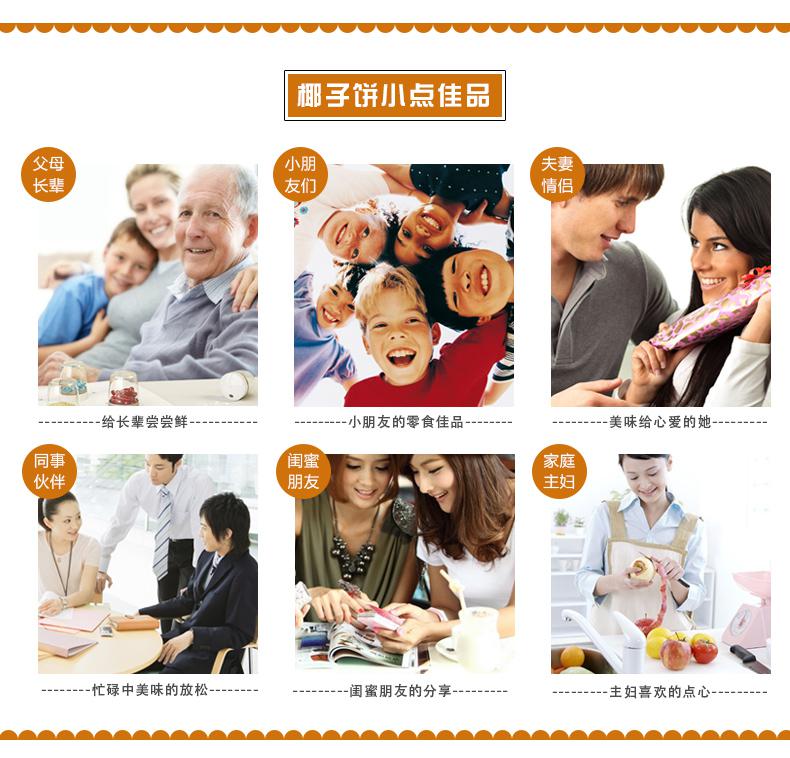 椰子饼小点佳品
父母
长辈
小朋
友们
夫妻
情侣
----------给长辈尝尝鲜-----------
---------小朋友的零食佳品--------
---------美味给心爱的她---------
同事
伙伴
闺蜜
朋友
家庭
主妇
--------忙碌中美味的放松--------
---------闺蜜朋友的分享---------
---------主妇喜欢的点心---------